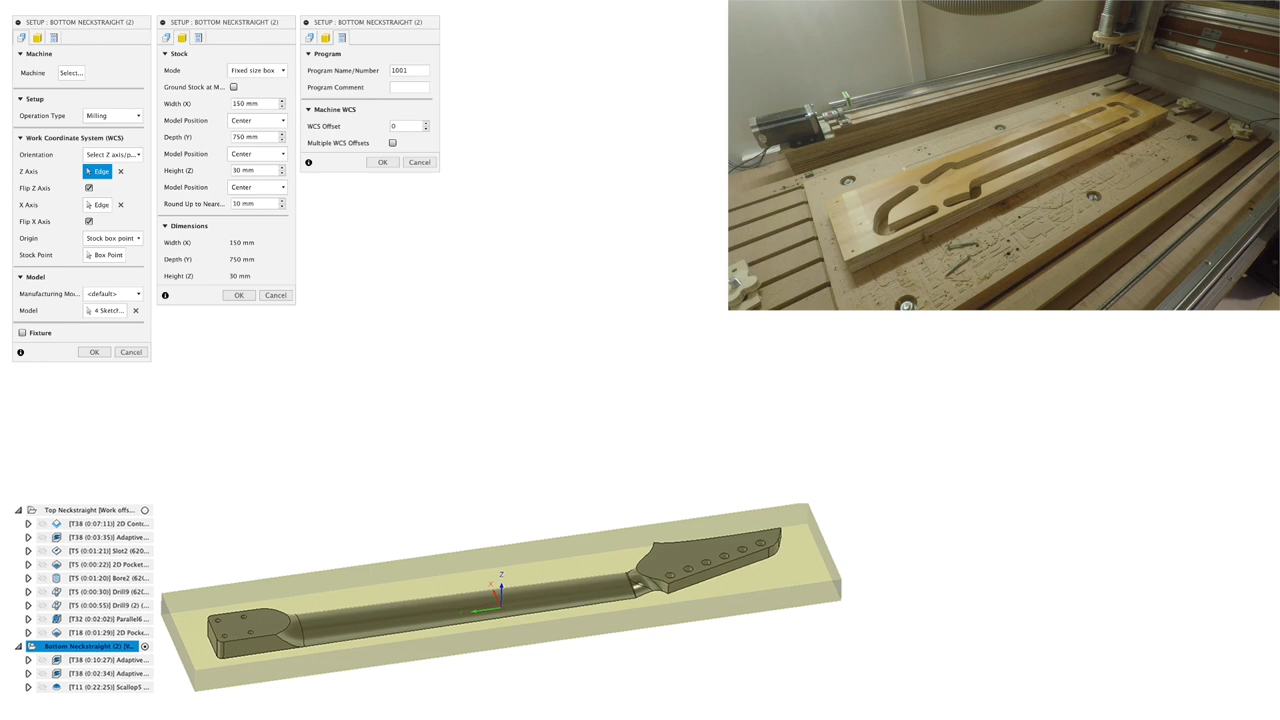 SETUP : BOTTOM NECKSTRAIGHT (2)
Machine
Machine Select...
Setup
Operation Type Milling
Work Coordinate System (WCS)
Orientation Select Z axis/p...
Z Axis Edge
Flip Z Axis
X Axis Edge
Flip X Axis
Origin Stock box point
Stock Point Box Point
Model
Manufacturing Mo... <default>
Model 4 Sketch...
Fixture
OK Cancel
SETUP : BOTTOM NECKSTRAIGHT (2)
Stock
Mode Fixed size box
Ground Stock at M...
Width (X) 150 mm
Model Position Center
Depth (Y) 750 mm
Model Position Center
Height (Z) 30 mm
Model Position Center
Round Up to Neare... 10 mm
Dimensions
Width (X) 150 mm
Depth (Y) 750 mm
Height (Z) 30 mm
OK Cancel
SETUP : BOTTOM NECKSTRAIGHT (2)
Program
Program Name/Number 1001
Program Comment
Machine WCS
WCS Offset 0
Multiple WCS Offsets
OK Cancel
Top Neckstraight [Work offs...
[T38 (0:07:11)] 2D Conto...
[T38 (0:03:35)] Adaptive...
[T5 (0:01:21)] Slot2 (620...
[T5 (0:00:22)] 2D Pocket...
[T5 (0:01:20)] Bore2 (62(...
[T5 (0:00:30)] Drill9 (62(...
[T5 (0:00:55)] Drill9 (2) (...
[T32 (0:02:02)] Parallel6...
[T18 (0:01:29)] 2D Pocke...
Bottom Neckstraight (2) [W...
[T38 (0:10:27)] Adaptive...
[T38 (0:02:34)] Adaptive...
[T11 (0:22:25)] Scallop5...
Z
X